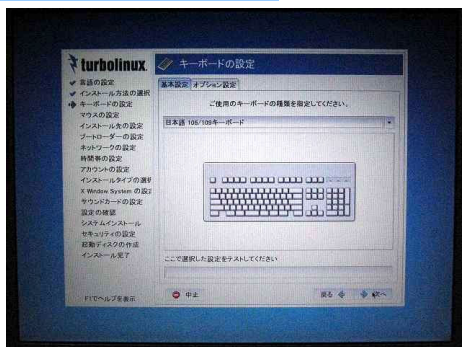 turbolinux
キーボードの設定
言語の設定
インストール方法の選択
キーボードの設定
マウスの設定
インストール先の設定
ブートローダーの設定
ネットワークの設定
時間帯の設定
アカウントの設定
インストールタイプの選択
X Window System の設定
サウンドカードの設定
設定の確認
システムインストール
セキュリティの設定
起動ディスクの作成
インストール完了
F1でヘルプを表示
基本設定 オプション設定
ご使用のキーボードの種類を指定してください。
日本語 106/109キーボード
ここで選択した設定をテストしてください
中止
戻る
次へ